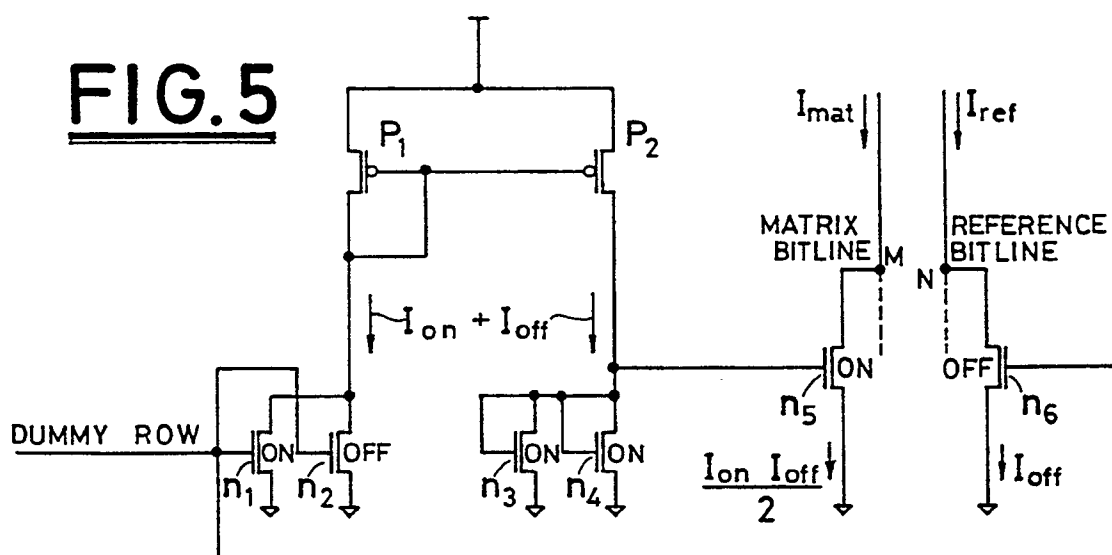 FIG.5
P1
P2
Imat
Iref
MATRIX
BITLINE
M
N
REFERENCE
BITLINE
Ion + Ioff
ON
n5
OFF
n6
DUMMY ROW
ON
n1
OFF
n2
ON
n3
ON
n4
Ion Ioff
2
Ioff